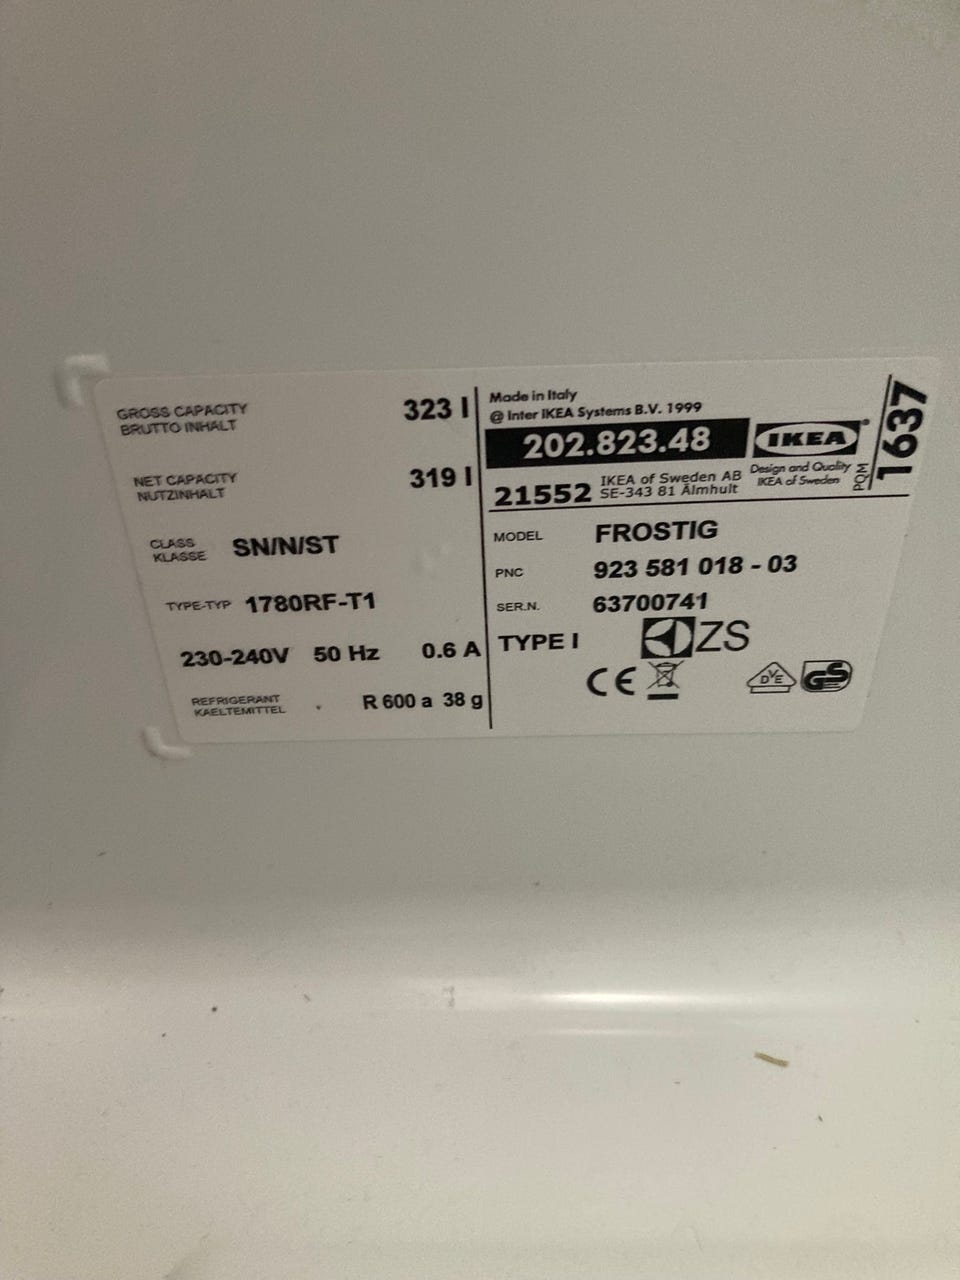 GROSS CAPACITY 323 l
BRUTTO INHALT
NET CAPACITY 319 l
NUTZINHALT
CLASS SN/N/ST
KLASSE
TYPE-TYP 1780RF-T1
230-240V 50 Hz 0.6 A
REFRIGERANT R 600 a 38 g
KAELTEMITTEL
Made in Italy
@ Inter IKEA Systems B.V. 1999
202.823.48 IKEA®
21552 IKEA of Sweden AB
SE-343 81 Älmhult
Design and Quality
IKEA of Sweden
PQM
1637
MODEL FROSTIG
PNC 923 581 018 - 03
SER.N. 63700741
TYPE I ZS
CE DVE GS